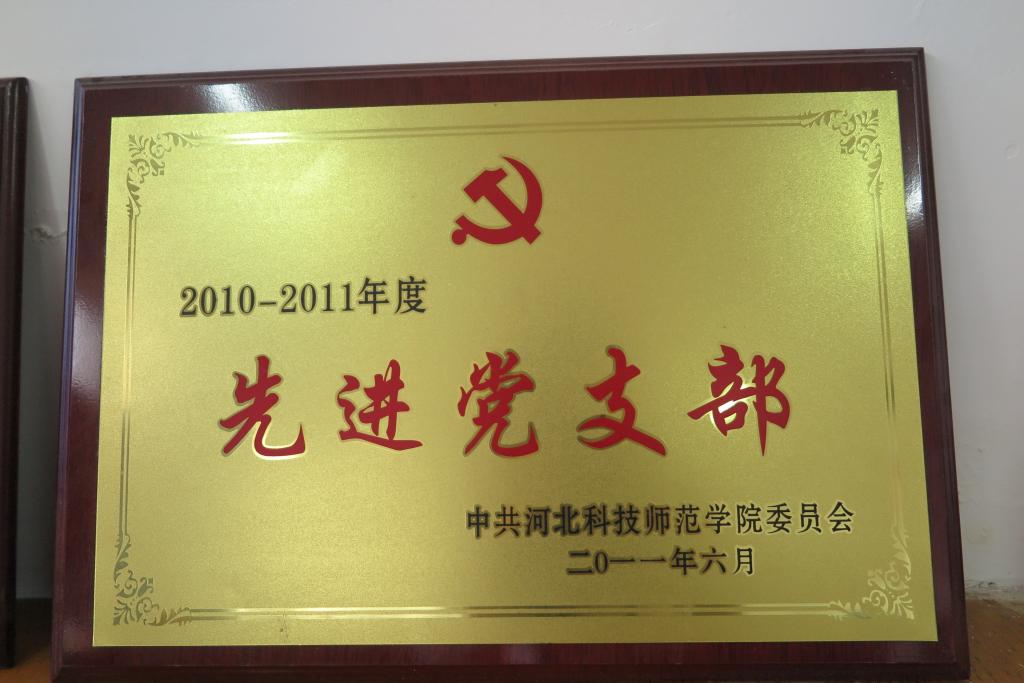 2010-2011年度
先进党支部
中共河北科技师范学院委员会
二0一一年六月